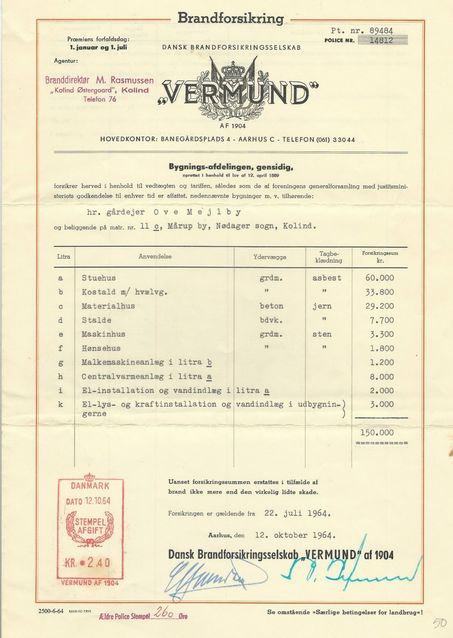 Brandforsikring
Præmiens forfaldsdag:
1. januar og 1. juli
DANSK BRANDFORSIKRINGSSELSKAB
Pt. nr. 89484
POLICE NR. 14812
Agentur:
Branddirektør M. Rasmussen
„Kolind Østergaard", Kolind
Telefon 76
„VERMUND"
AF 1904
HOVEDKONTOR: BANEGÅRDSPLADS 4 - AARHUS C - TELEFON (061) 33044
Bygnings-afdelingen, gensidig,
oprettet i henhold til lov af 12. april 1889
forsikrer herved i henhold til vedtægten og tariffen, således som de af foreningens generalforsamling med justitsmini-
steriets godkendelse til enhver tid er affattet, nedennævnte bygninger m. v. tilhørende:
hr. gårdejer Ove Mejlby
og beliggende på matr. nr. 11 c, Mårup by, Nødager sogn, Kolind.
Litra Anvendelse Ydervægge Tagbe-klædning Forsikringssum kr.
a Stuehus grdm. asbest 60.000
b Kostald m/ hvælvg. " " 33.800
c Materialhus beton jern 29.200
d Stalde bdvk. " 7.700
e Maskinhus grdm. sten 3.300
f Hønsehus " " 1.800
g Malkemaskineanlæg i litra b 1.200
h Centralvarmeanlæg i litra a 8.000
i El-installation og vandindlæg i litra a 2.000
k El-lys- og kraftinstallation og vandindlæg i udbygnin-) 3.000
gerne
150.000
Uanset forsikringssummen erstattes i tilfælde af
brand ikke mere end den virkelig lidte skade.
Forsikringen er gældende fra 22. juli 1964.
Aarhus, den 12. oktober 1964.
Dansk Brandforsikringsselskab „VERMUND" af 1904
DANMARK
DATO 12.10.64
STEMPEL
AFGIFT
KR. 2.40
VERMUND AF 1904
2500-6-64
Ældre Police Stempel 260 Øre
Se omstående »Særlige betingelser for landbrug«!
50